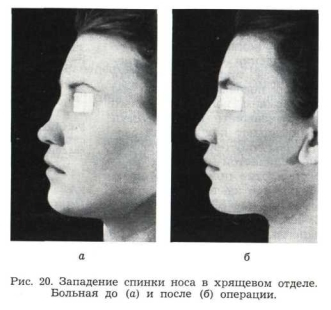 а б
Рис. 20. Западение спинки носа в хрящевом отделе.
Больная до (а) и после (б) операции.